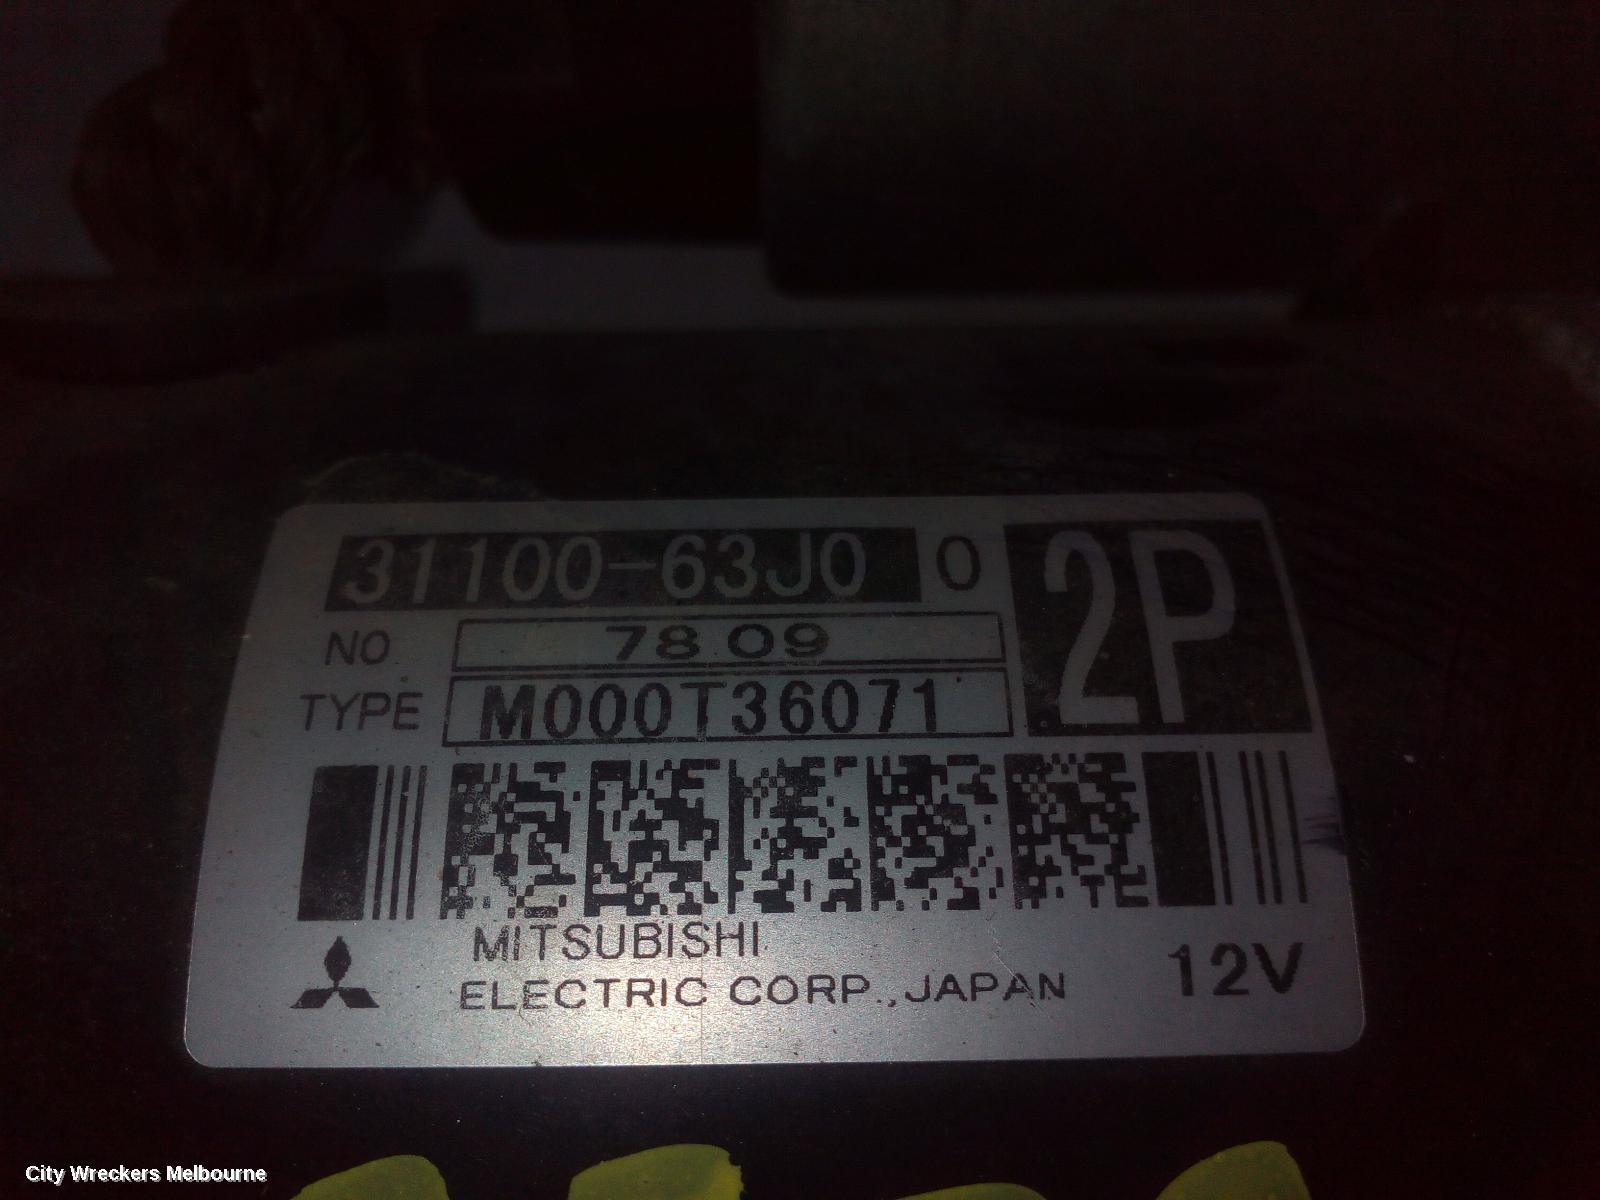 31100-63J0 0
2P
NO 78 09
TYPE M000T36071
MITSUBISHI
ELECTRIC CORP., JAPAN
12V
City Wreckers Melbourne